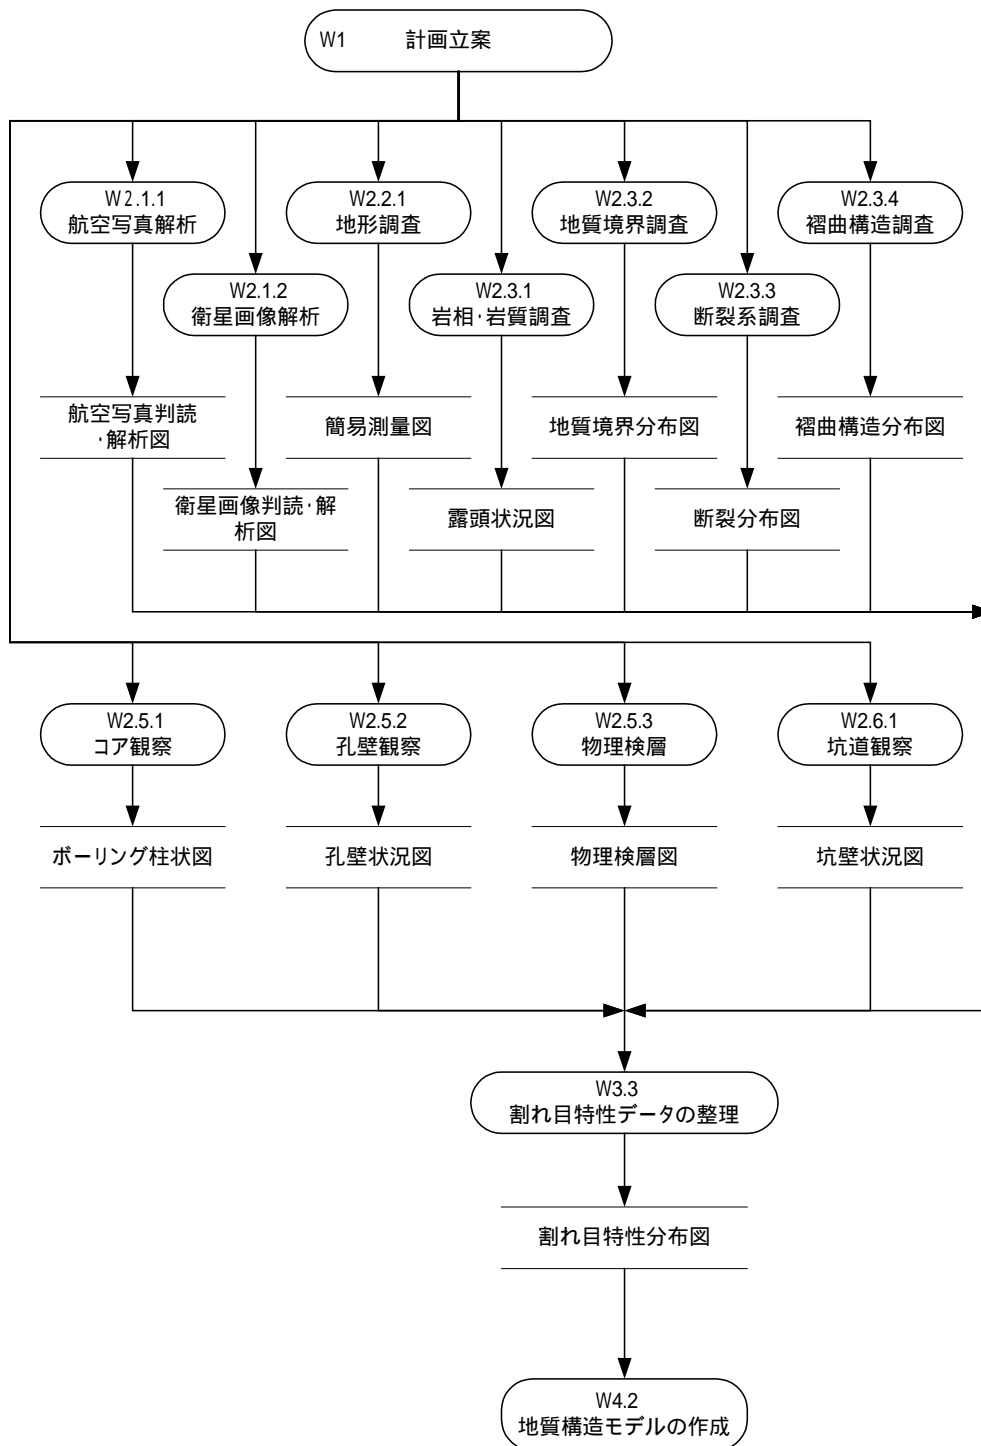 W1 計画立案
W2.1.1
航空写真解析
W2.2.1
地形調査
W2.3.2
地質境界調査
W2.3.4
褶曲構造調査
W2.1.2
衛星画像解析
W2.3.1
岩相・岩質調査
W2.3.3
断裂系調査
航空写真判読
・解析図
簡易測量図
地質境界分布図
褶曲構造分布図
衛星画像判読・解
析図
露頭状況図
断裂分布図
W2.5.1
コア観察
W2.5.2
孔壁観察
W2.5.3
物理検層
W2.6.1
坑道観察
ボーリング柱状図
孔壁状況図
物理検層図
坑壁状況図
W3.3
割れ目特性データの整理
割れ目特性分布図
W4.2
地質構造モデルの作成